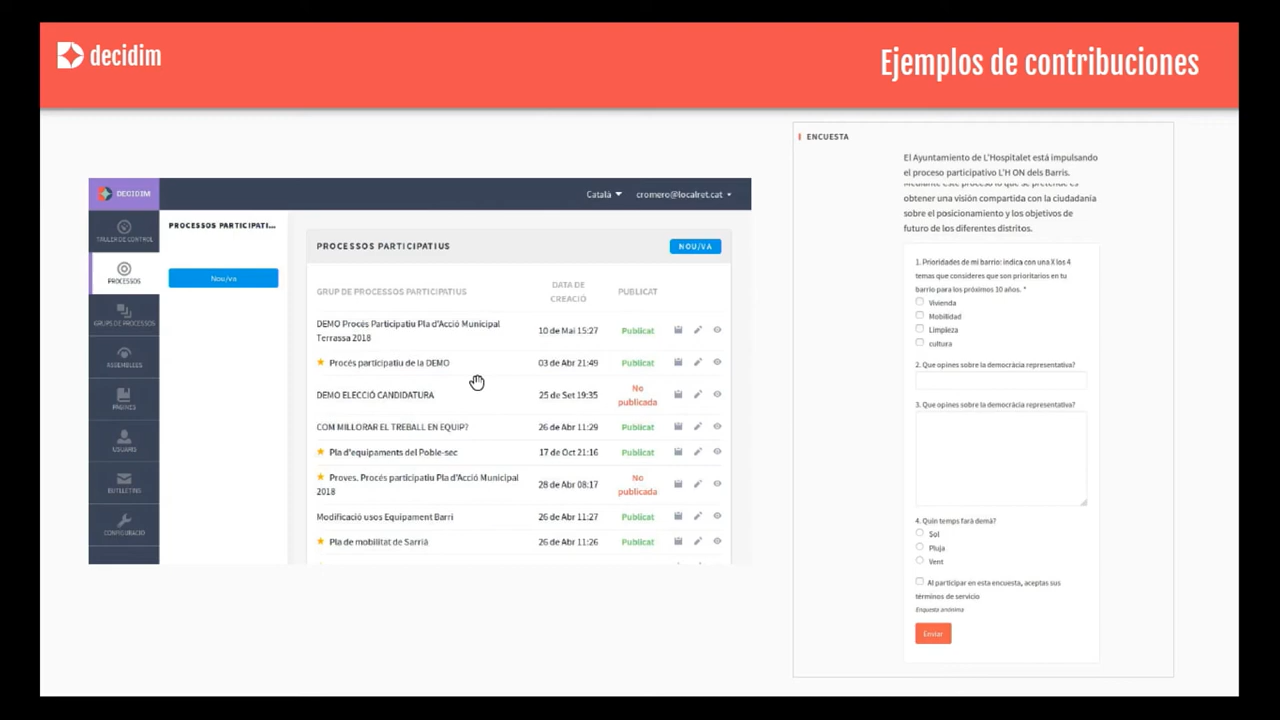 decidim
Ejemplos de contribuciones
DECIDIM
Català
cromero@localret.cat
TALLER DE CONTROL
PROCESSOS
GRUPS DE PROCESSOS
ASSEMBLEES
PÀGINES
USUARIS
BUTLLETINS
CONFIGURACIÓ
PROCESSOS PARTICIPATI...
Nou/va
PROCESSOS PARTICIPATIUS
NOU/VA
GRUP DE PROCESSOS PARTICIPATIUS
DATA DE
CREACIÓ
PUBLICAT
DEMO Procés Participatiu Pla d'Acció Municipal
Terrassa 2018
10 de Mai 15:27
Publicat
Procés participatiu de la DEMO
03 de Abr 21:49
Publicat
DEMO ELECCIÓ CANDIDATURA
25 de Set 19:35
No
publicada
COM MILLORAR EL TREBALL EN EQUIP?
26 de Abr 11:29
Publicat
Pla d'equipaments del Poble-sec
17 de Oct 21:16
Publicat
Proves. Procés participatiu Pla d'Acció Municipal
2018
28 de Abr 08:17
No
publicada
Modificació usos Equipament Barri
26 de Abr 11:27
Publicat
Pla de mobilitat de Sarrià
26 de Abr 11:26
Publicat
ENCUESTA
El Ayuntamiento de L'Hospitalet está impulsando
el proceso participativo L'H ON dels Barris.
Mediante este proceso lo que se pretende es
obtener una visión compartida con la ciudadanía
sobre el posicionamiento y los objetivos de
futuro de los diferentes distritos.
1. Prioridades de mi barrio: indica con una X los 4
temas que consideres que son prioritarios en tu
barrio para los próximos 10 años. *
Vivienda
Mobilidad
Limpieza
cultura
2. Que opines sobre la democràcia representativa?
3. Que opines sobre la democràcia representativa?
4. Quin temps farà demà?
Sol
Pluja
Vent
Al participar en esta encuesta, aceptas sus
términos de servicio
Enquesta anònima
Enviar